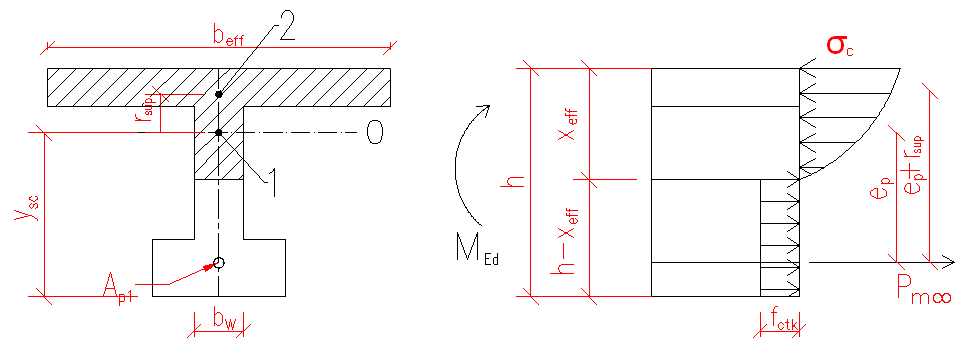 b_eff
2
r_sup
0
1
y_sc
A_p1
b_w
σ_c
x_eff
h
h-x_eff
e_p
e_p+r_sup
M_Ed
P_m∞
f_ctk